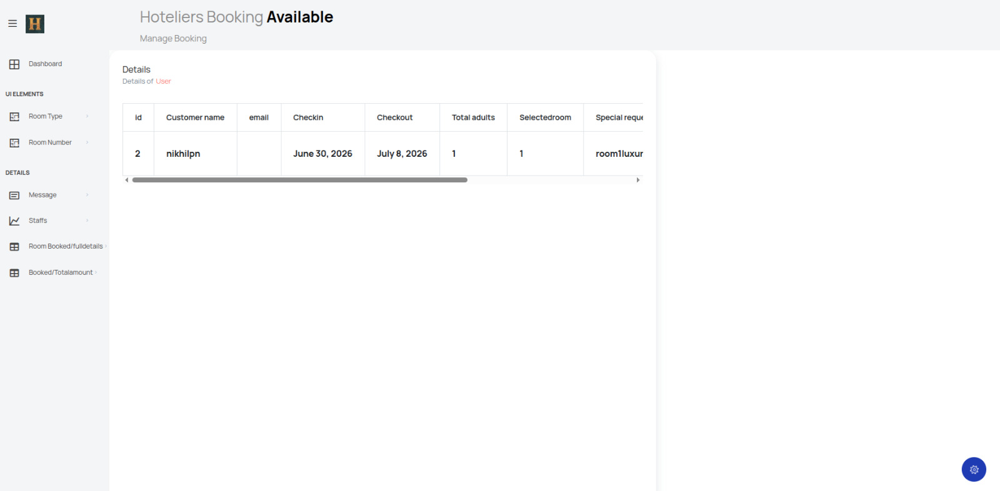 H
Hoteliers Booking Available
Manage Booking
Dashboard
UI ELEMENTS
Room Type
Room Number
DETAILS
Message
Staffs
Room Booked/fulldetails
Booked/Totalamount
Details
Details of User
id Customer name email Checkin Checkout Total adults Selectedroom Special reque
2 nikhilpn June 30, 2026 July 8, 2026 1 1 room1luxur